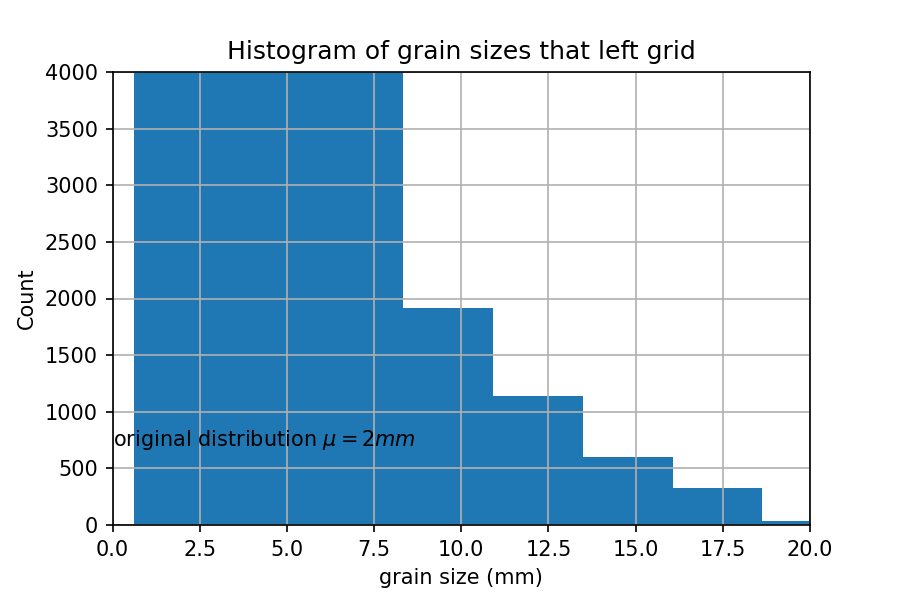 Histogram of grain sizes that left grid
4000
3500
3000
2500
2000
1500
1000
500
0
Count
original distribution μ = 2mm
0.0 2.5 5.0 7.5 10.0 12.5 15.0 17.5 20.0
grain size (mm)